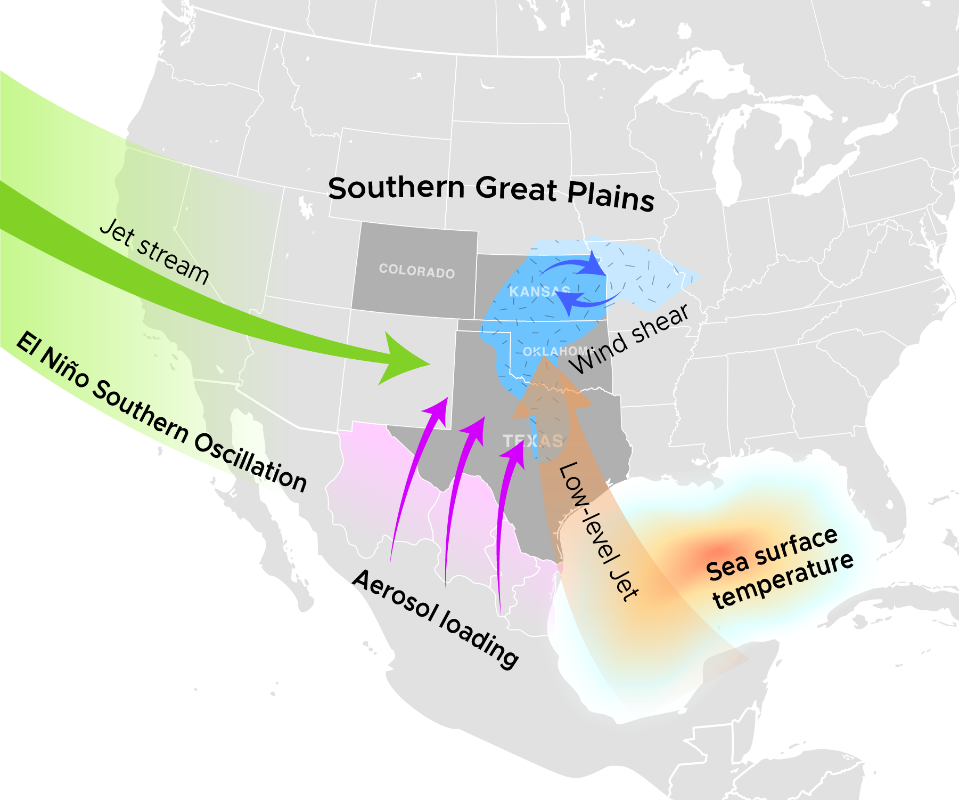 Southern Great Plains
Jet stream
COLORADO
KANSAS
OKLAHOM
Wind shear
El Niño Southern Oscillation
TEXAS
Low-level Jet
Sea surface
temperature
Aerosol loading